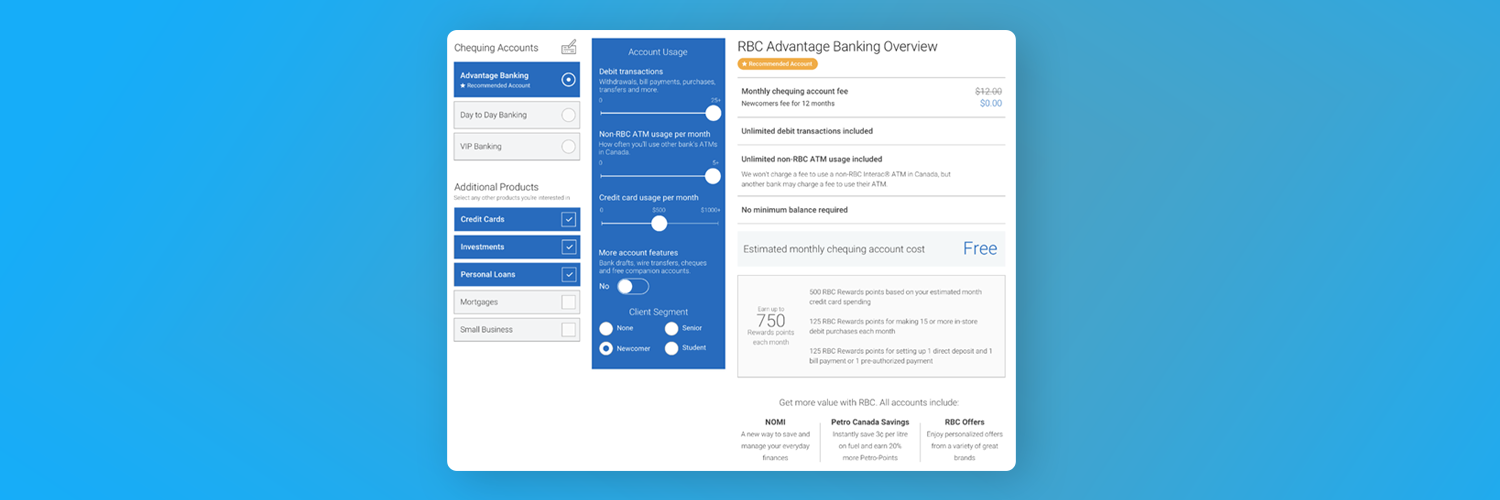 Chequing Accounts
Advantage Banking
★ Recommended Account
Day to Day Banking
VIP Banking
Additional Products
Select any other products you're interested in
Credit Cards
Investments
Personal Loans
Mortgages
Small Business
Account Usage
Debit transactions
Withdrawals, bill payments, purchases,
transfers and more.
0 25+
Non-RBC ATM usage per month
How often you'll use other bank's ATMs
in Canada.
0 5+
Credit card usage per month
0 $500 $1000+
More account features
Bank drafts, wire transfers, cheques
and free companion accounts.
No
Client Segment
None Senior
Newcomer Student
RBC Advantage Banking Overview
★ Recommended Account
Monthly chequing account fee $12.00
Newcomers fee for 12 months $0.00
Unlimited debit transactions included
Unlimited non-RBC ATM usage included
We won't charge a fee to use a non-RBC Interac® ATM in Canada, but
another bank may charge a fee to use their ATM.
No minimum balance required
Estimated monthly chequing account cost Free
Earn up to
750
Rewards points
each month
500 RBC Rewards points based on your estimated month
credit card spending
125 RBC Rewards points for making 15 or more in-store
debit purchases each month
125 RBC Rewards points for setting up 1 direct deposit and 1
bill payment or 1 pre-authorized payment
Get more value with RBC. All accounts include:
NOMI
A new way to save and
manage your everyday
finances
Petro Canada Savings
Instantly save 3¢ per litre
on fuel and earn 20%
more Petro-Points
RBC Offers
Enjoy personalized offers
from a variety of great
brands